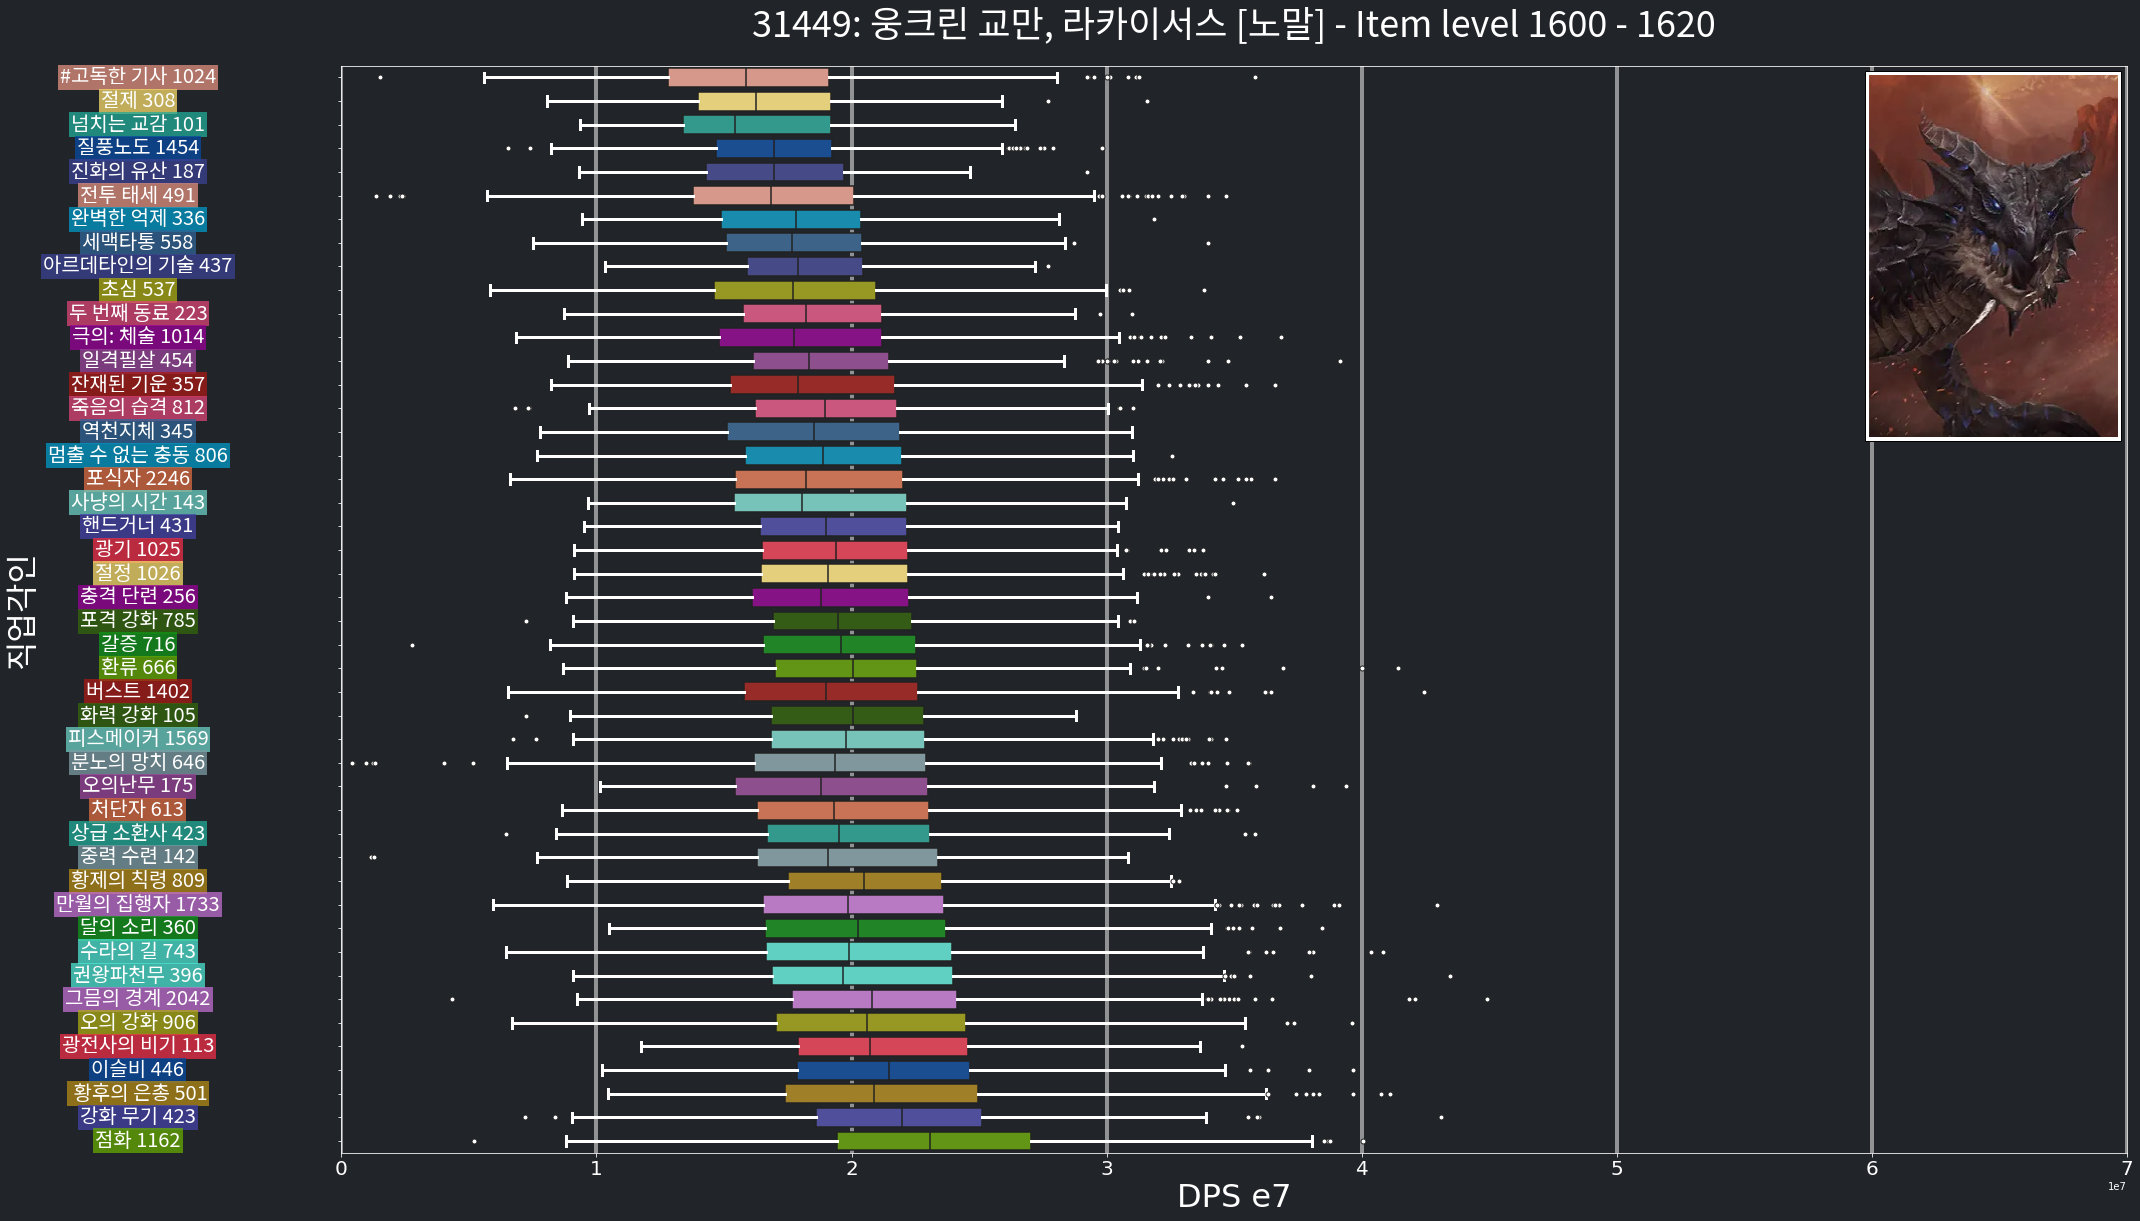 31449: 웅크린 교만, 라카이서스 [노말] - Item level 1600 - 1620
#고독한 기사 1024
절제 308
넘치는 교감 101
질풍노도 1454
진화의 유산 187
전투 태세 491
완벽한 억제 336
세맥타통 558
아르데타인의 기술 437
초심 537
두 번째 동료 223
극의: 체술 1014
일격필살 454
잔재된 기운 357
죽음의 습격 812
역천지체 345
멈출 수 없는 충동 806
포식자 2246
사냥의 시간 143
핸드거너 431
광기 1025
절정 1026
충격 단련 256
포격 강화 785
갈증 716
환류 666
버스트 1402
화력 강화 105
피스메이커 1569
분노의 망치 646
오의난무 175
처단자 613
상급 소환사 423
중력 수련 142
황제의 칙령 809
만월의 집행자 1733
달의 소리 360
수라의 길 743
권왕파천무 396
그믐의 경계 2042
오의 강화 906
광전사의 비기 113
이슬비 446
황후의 은총 501
강화 무기 423
점화 1162
직업각인
0 1 2 3 4 5 6 7
DPS e7
1e7